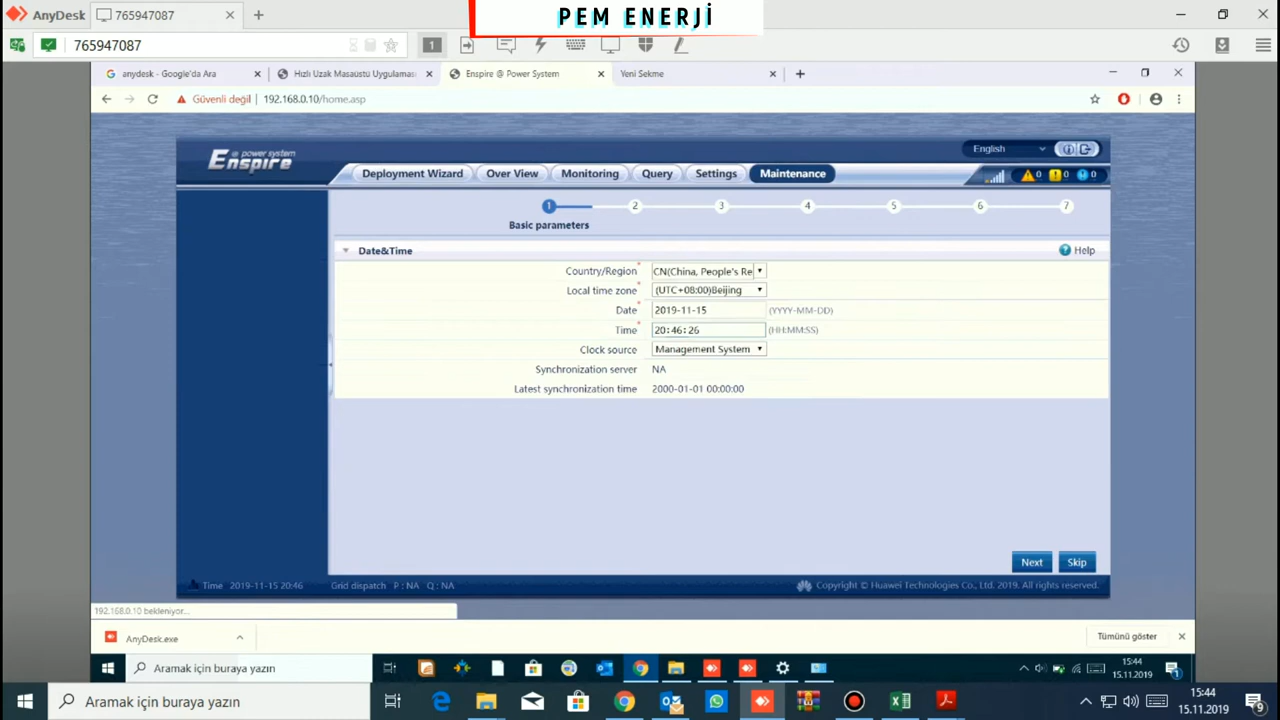 AnyDesk
765947087
PEM ENERJİ
765947087
1
anydesk - Google'da Ara
Hızlı Uzak Masaüstü Uygulaması
Enspire @ Power System
Yeni Sekme
Güvenli değil
192.168.0.10/home.asp
@ power system
Enspire
English
Deployment Wizard
Over View
Monitoring
Query
Settings
Maintenance
0
0
0
1
2
3
4
5
6
7
Basic parameters
Date&Time
Help
Country/Region * CN(China, People's Re
Local time zone * (UTC+08:00)Beijing
Date * 2019-11-15 (YYYY-MM-DD)
Time * 20:46:26 (HH:MM:SS)
Clock source Management System
Synchronization server NA
Latest synchronization time 2000-01-01 00:00:00
Next
Skip
Time 2019-11-15 20:46
Grid dispatch P : NA Q : NA
Copyright © Huawei Technologies Co., Ltd. 2019. All rights reserved.
192.168.0.10 bekleniyor...
AnyDesk.exe
Tümünü göster
Aramak için buraya yazın
15:44
15.11.2019
1
Aramak için buraya yazın
15:44
15.11.2019
9